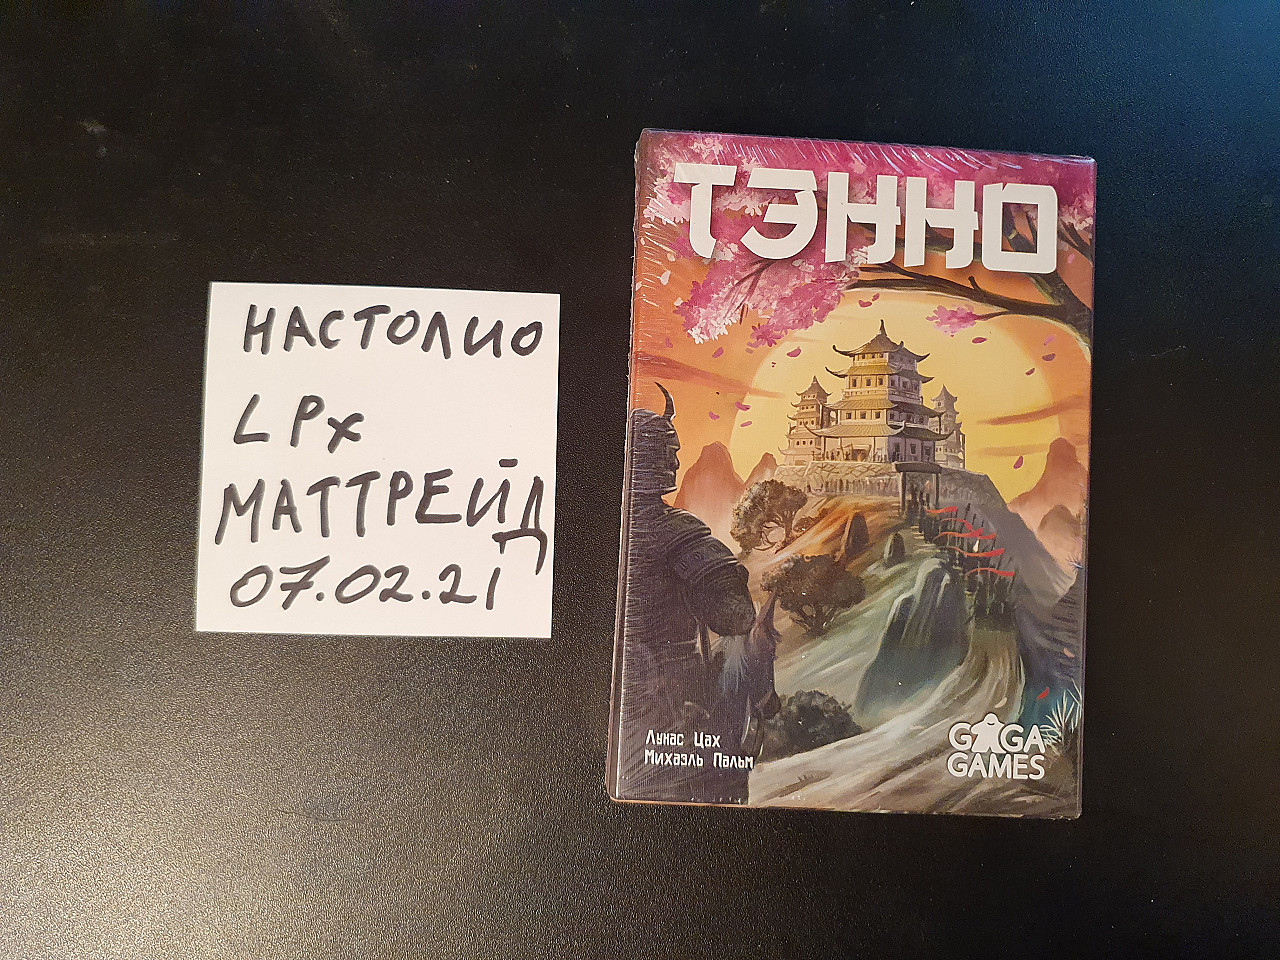 НАСТОЛИО
LPx
МАТТРЕЙД
07.02.21
ТЭННО
Лукас Цах
Михаэль Пальм
GAGA
GAMES